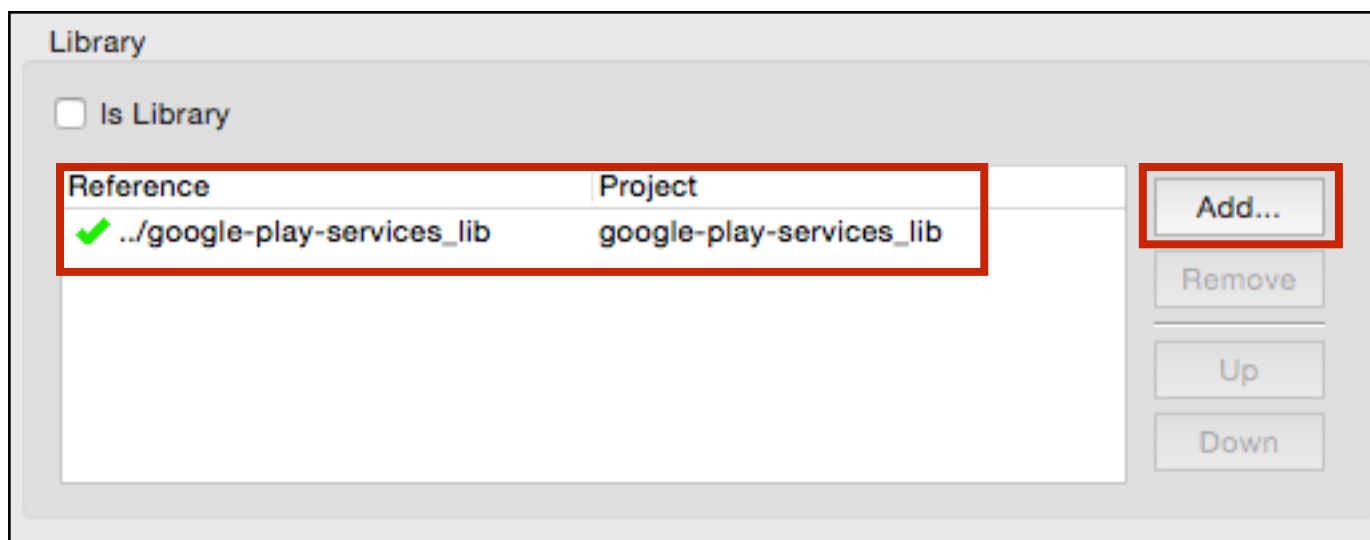 Library
Is Library
Reference Project
../google-play-services_lib google-play-services_lib
Add...
Remove
Up
Down